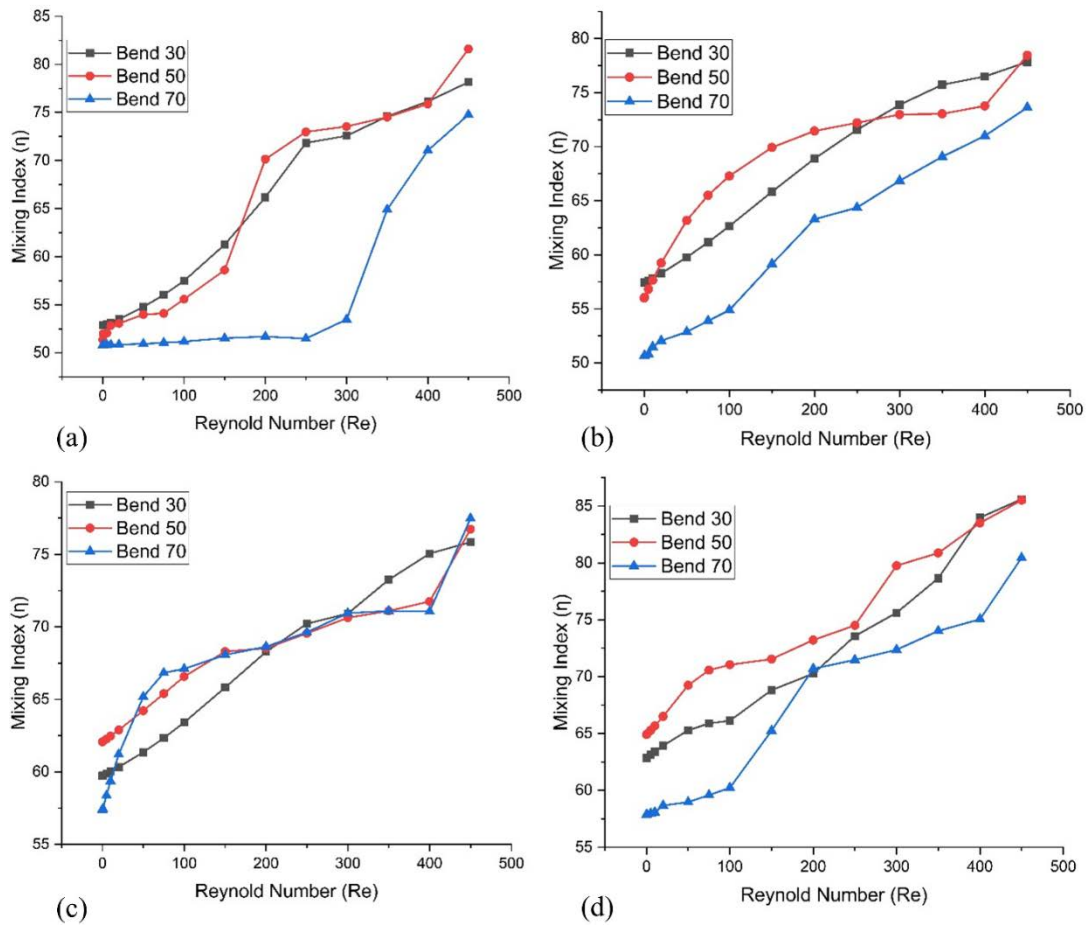 85
80
75
70
65
60
55
50
Mixing Index (η)
Bend 30
Bend 50
Bend 70
0 100 200 300 400 500
Reynold Number (Re)
(a)
80
75
70
65
60
55
50
Mixing Index (η)
Bend 30
Bend 50
Bend 70
0 100 200 300 400 500
Reynold Number (Re)
(b)
80
75
70
65
60
55
Mixing Index (η)
Bend 30
Bend 50
Bend 70
0 100 200 300 400 500
Reynold Number (Re)
(c)
85
80
75
70
65
60
55
Mixing Index (η)
Bend 30
Bend 50
Bend 70
0 100 200 300 400 500
Reynold Number (Re)
(d)